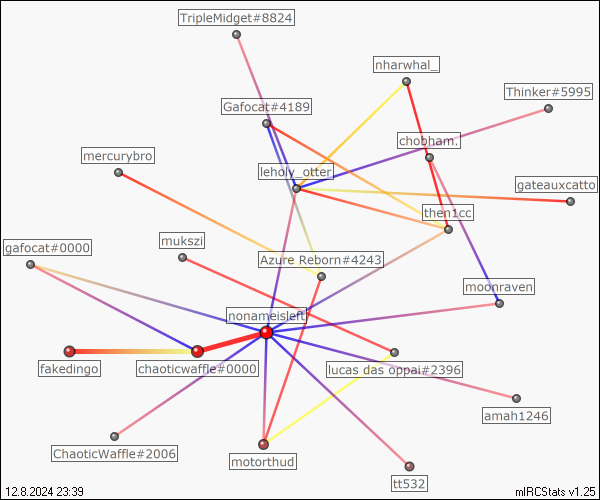 TripleMidget#8824
nharwhal_
Thinker#5995
Gafocat#4189
chobham.
mercurybro
leholy_otter
gateauxcatto
then1cc
mukszi
gafocat#0000
Azure Reborn#4243
moonraven
nonameisleft
fakedingo
chaoticwaffle#0000
lucas das oppai#2396
amah1246
ChaoticWaffle#2006
motorthud
tt532
12.8.2024 23:39
mIRCStats v1.25